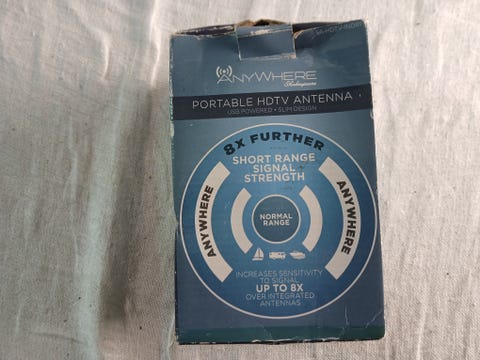 ANYWHERE
Shakespeare
PORTABLE HDTV ANTENNA
USB POWERED • SLIM DESIGN
8X FURTHER
SHORT RANGE
SIGNAL
STRENGTH
ANYWHERE
ANYWHERE
NORMAL
RANGE
INCREASES SENSITIVITY
TO SIGNAL
UP TO 8X
OVER INTEGRATED
ANTENNAS